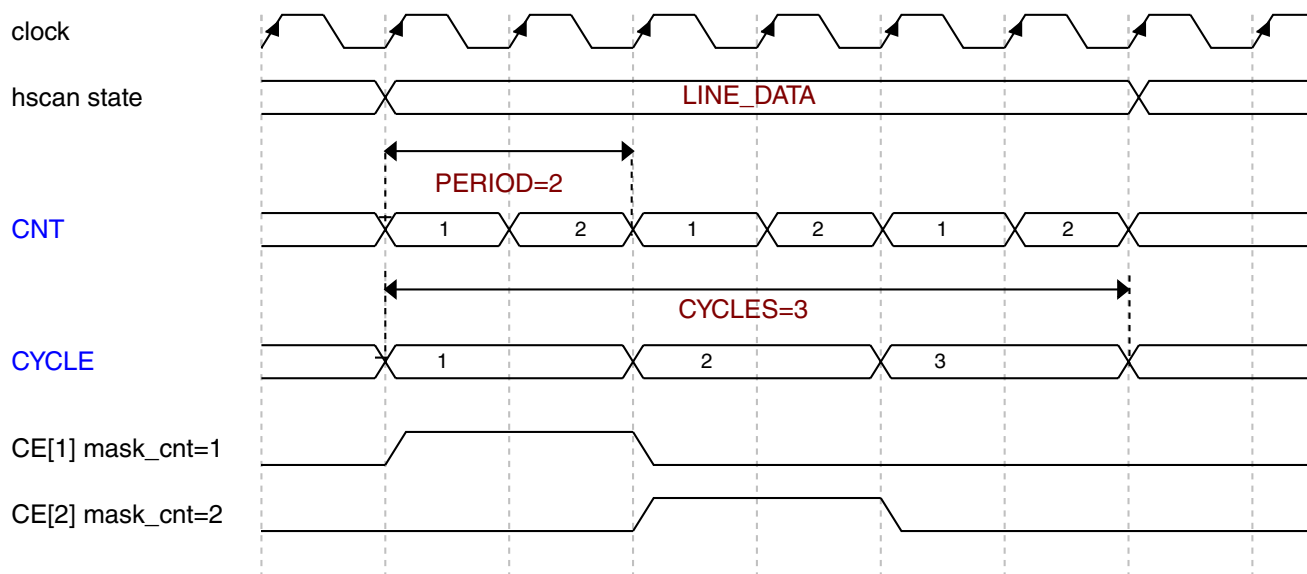 clock
hscan state LINE_DATA
PERIOD=2
CNT 1 2 1 2 1 2
CYCLES=3
CYCLE 1 2 3
CE[1] mask_cnt=1
CE[2] mask_cnt=2